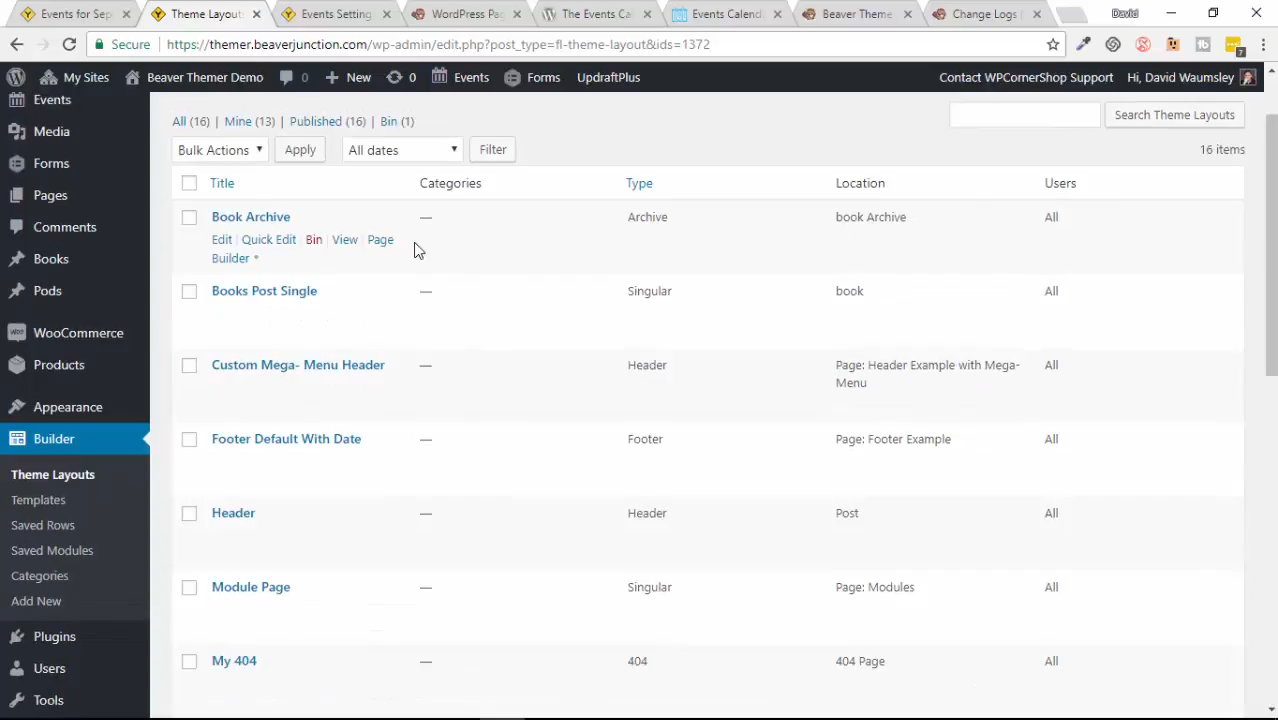 Events for Sep
Theme Layout
Events Setting
WordPress Pag
The Events Ca
Events Calend
Beaver Theme
Change Logs
David
Secure
https://themer.beaverjunction.com/wp-admin/edit.php?post_type=fl-theme-layout&ids=1372
7
My Sites
Beaver Themer Demo
0
New
0
Events
Forms
UpdraftPlus
Contact WPCornerShop Support
Hi, David Waumsley
Events
Media
Forms
Pages
Comments
Books
Pods
WooCommerce
Products
Appearance
Builder
Theme Layouts
Templates
Saved Rows
Saved Modules
Categories
Add New
Plugins
Users
Tools
All (16) | Mine (13) | Published (16) | Bin (1)
Search Theme Layouts
Bulk Actions
Apply
All dates
Filter
16 items
Title Categories Type Location Users
Book Archive — Archive book Archive All
Edit | Quick Edit | Bin | View | Page
Builder •
Books Post Single — Singular book All
Custom Mega- Menu Header — Header Page: Header Example with Mega- All
Menu
Footer Default With Date — Footer Page: Footer Example All
Header — Header Post All
Module Page — Singular Page: Modules All
My 404 — 404 404 Page All